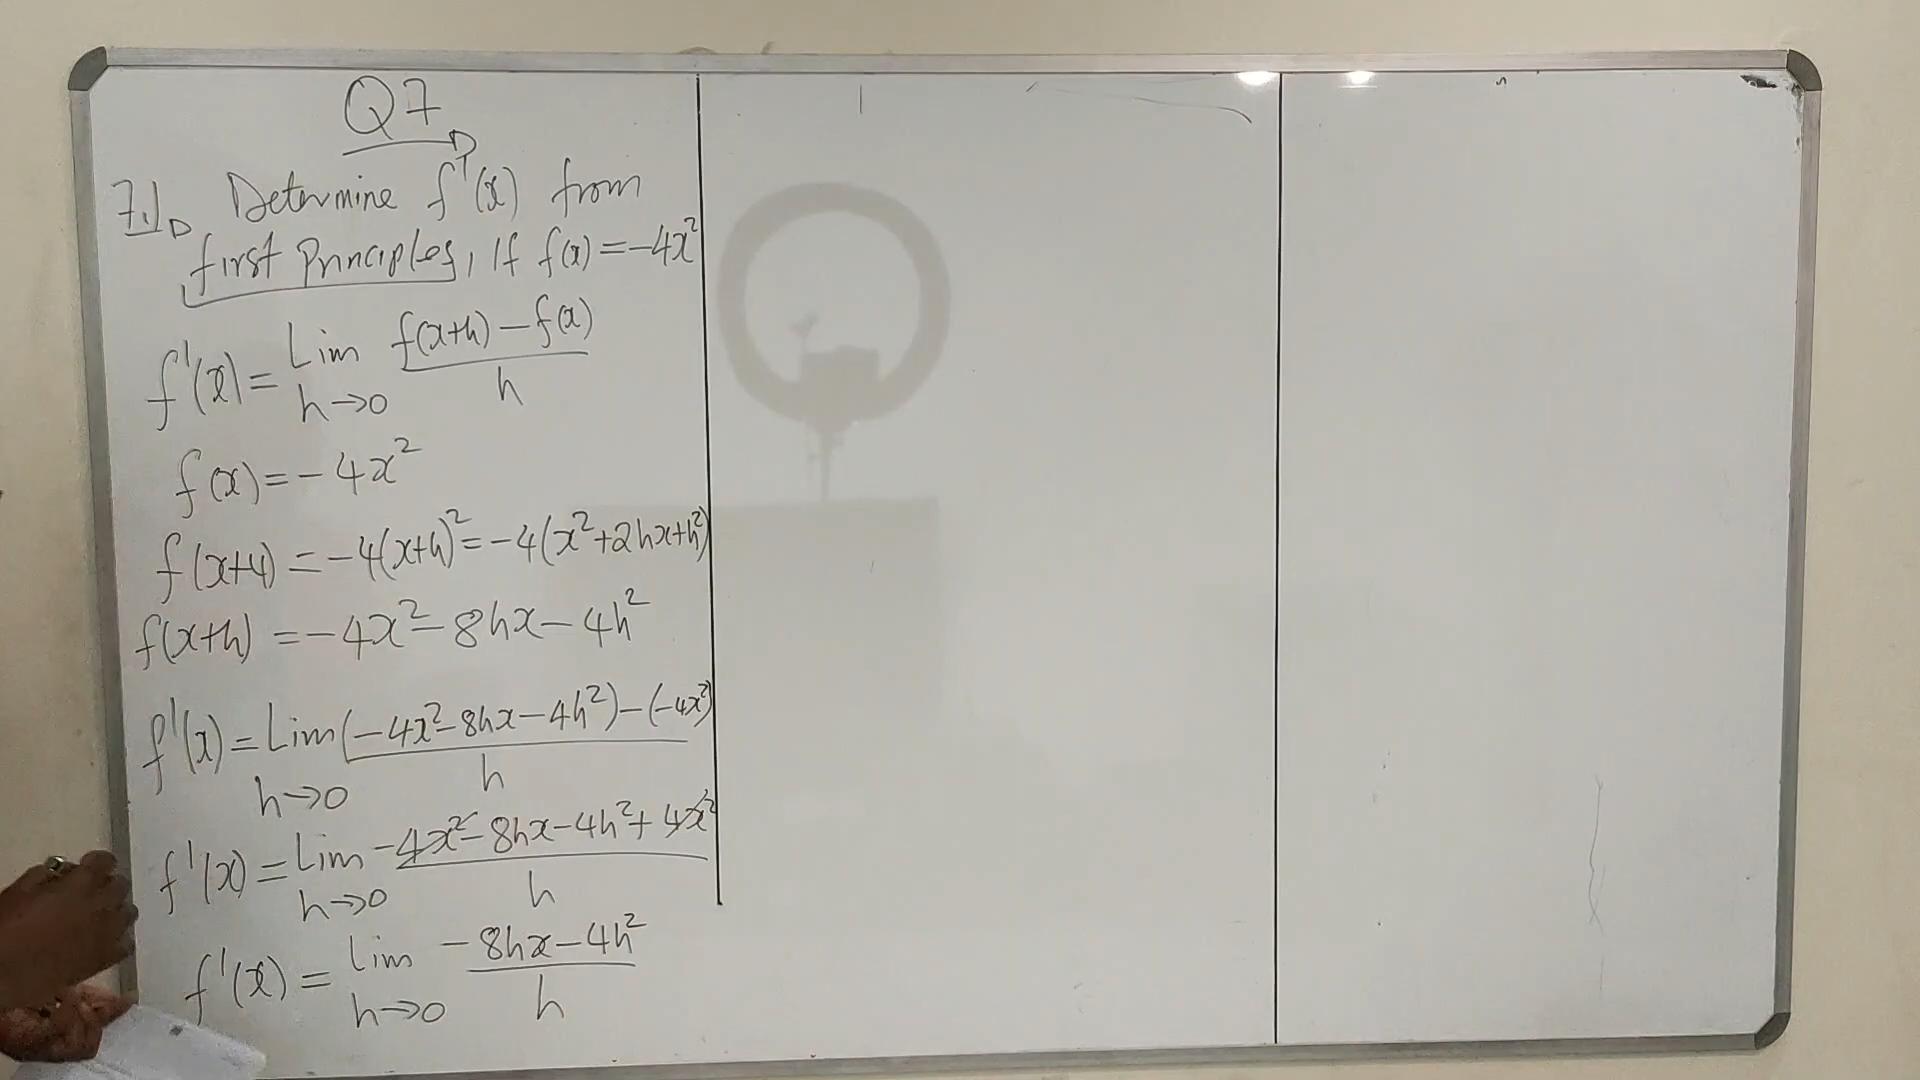 Q7
7.1 Determine f'(x) from
first principles, If f(x) = -4x²
f'(x) = Lim f(x+h) - f(x)
h→0 h
f(x) = -4x²
f(x+h) = -4(x+h)² = -4(x²+2hx+h²)
f(x+h) = -4x² - 8hx - 4h²
f'(x) = Lim (-4x² - 8hx - 4h²) - (-4x²)
h→0 h
f'(x) = Lim -4x² - 8hx - 4h² + 4x²
h→0 h
f'(x) = Lim -8hx - 4h²
h→0 h